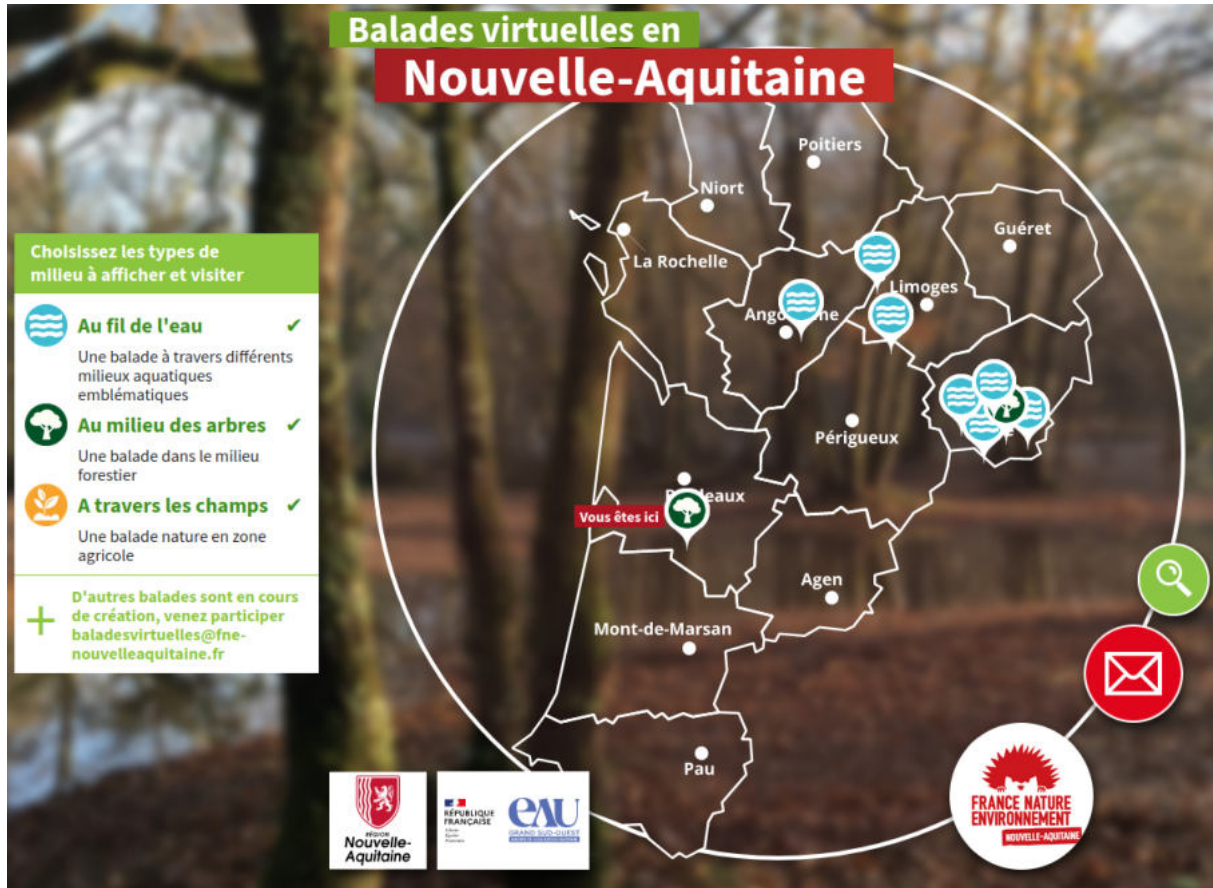 Balades virtuelles en
Nouvelle-Aquitaine
Choisissez les types de
milieu à afficher et visiter
Au fil de l'eau ✔
Une balade à travers différents
milieux aquatiques
emblématiques
Au milieu des arbres ✔
Une balade dans le milieu
forestier
A travers les champs ✔
Une balade nature en zone
agricole
+
D'autres balades sont en cours
de création, venez participer
baladesvirtuelles@fne-
nouvelleaquitaine.fr
Poitiers
Niort
Guéret
La Rochelle
Limoges
Périgueux
Vous êtes ici
Agen
Mont-de-Marsan
Pau
RÉGION
Nouvelle-
Aquitaine
RÉPUBLIQUE
FRANÇAISE
Liberté
Égalité
Fraternité
eau
GRAND SUD-OUEST
FRANCE NATURE
ENVIRONNEMENT
NOUVELLE-AQUITAINE